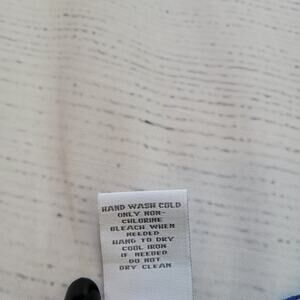 HAND WASH COLD
ONLY NON-
CHLORINE
BLEACH WHEN
NEEDED
HANG TO DRY
COOL IRON
IF NEEDED
DO NOT
DRY CLEAN